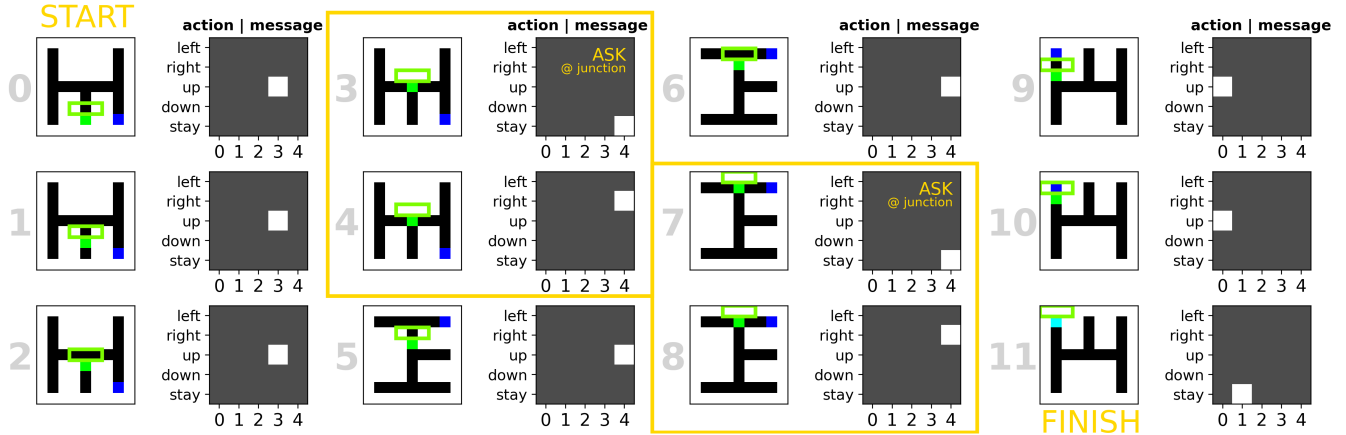 START
action | message
action | message
action | message
action | message
0
left
right
up
down
stay
0 1 2 3 4
3
left
right
up
down
stay
ASK
@ junction
0 1 2 3 4
6
left
right
up
down
stay
0 1 2 3 4
9
left
right
up
down
stay
0 1 2 3 4
1
left
right
up
down
stay
0 1 2 3 4
4
left
right
up
down
stay
0 1 2 3 4
7
left
right
up
down
stay
ASK
@ junction
0 1 2 3 4
10
left
right
up
down
stay
0 1 2 3 4
2
left
right
up
down
stay
0 1 2 3 4
5
left
right
up
down
stay
0 1 2 3 4
8
left
right
up
down
stay
0 1 2 3 4
11
left
right
up
down
stay
0 1 2 3 4
FINISH